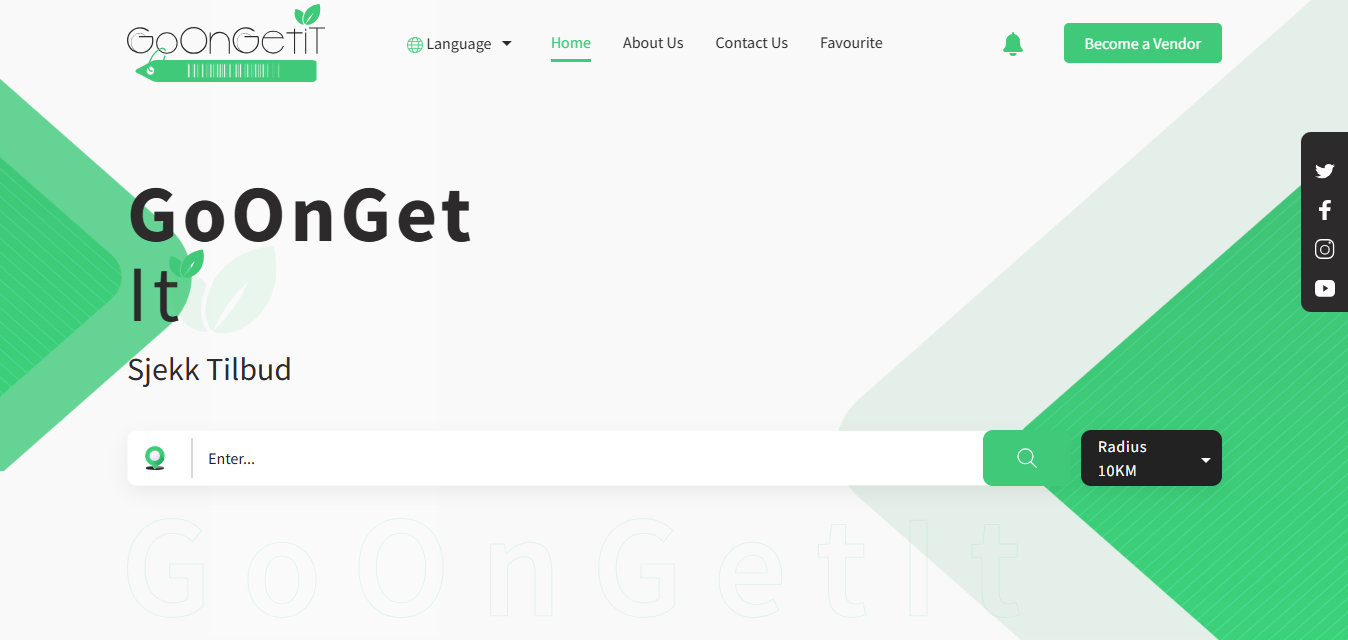 GoOnGetiT
Language
Home
About Us
Contact Us
Favourite
Become a Vendor
GoOnGet
It
Sjekk Tilbud
Enter...
Radius
10KM
GoOnGetIt